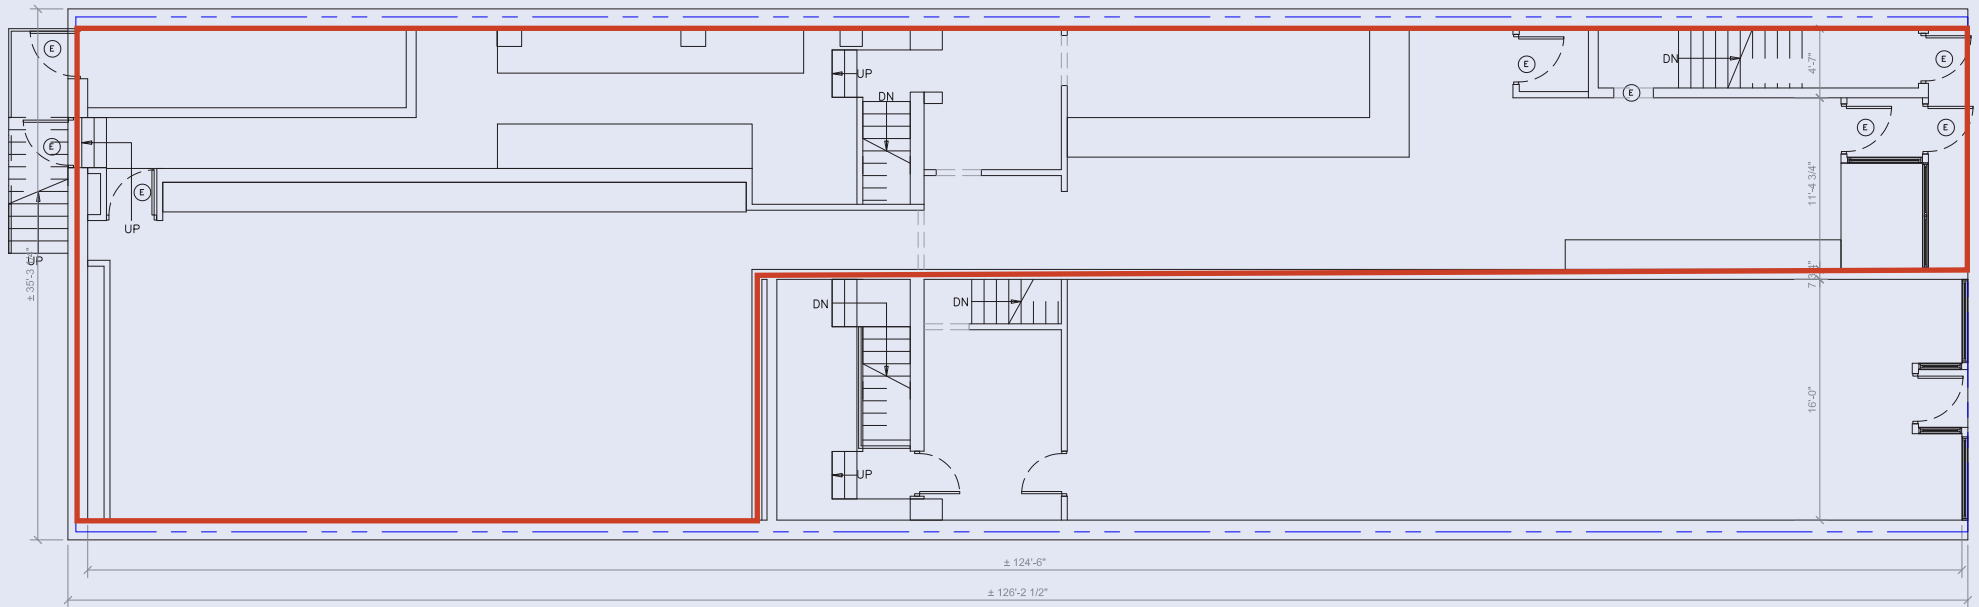 E
UP
DN
4'-7"
E
E
E
DN
E
E
E
E
11'-4 3/4"
E
UP
UP
DN
DN
16'-0"
UP
± 124'-6"
± 126'-2 1/2"